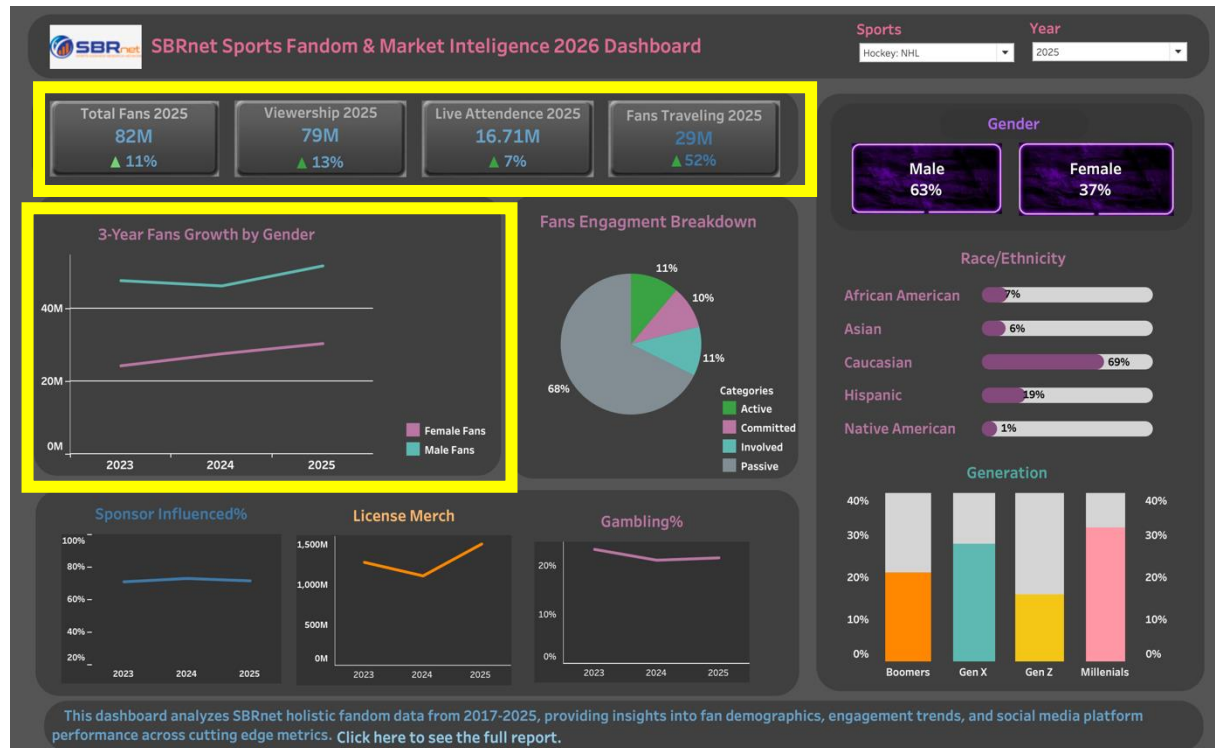 SBRnet
SBRnet Sports Fandom & Market Inteligence 2026 Dashboard
Sports
Hockey: NHL
Year
2025
Total Fans 2025
82M
▲ 11%
Viewership 2025
79M
▲ 13%
Live Attendence 2025
16.71M
▲ 7%
Fans Traveling 2025
29M
▲ 52%
3-Year Fans Growth by Gender
40M
20M
0M
2023
2024
2025
Female Fans
Male Fans
Fans Engagment Breakdown
11%
10%
11%
68%
Categories
Active
Committed
Involved
Passive
Gender
Male
63%
Female
37%
Race/Ethnicity
African American 7%
Asian 6%
Caucasian 69%
Hispanic 19%
Native American 1%
Generation
40%
30%
20%
10%
0%
40%
30%
20%
10%
0%
Boomers
Gen X
Gen Z
Millenials
Sponsor Influenced%
100%
80%
60%
40%
20%
2023
2024
2025
License Merch
1,500M
1,000M
500M
0M
2023
2024
2025
Gambling%
20%
10%
0%
2023
2024
2025
This dashboard analyzes SBRnet holistic fandom data from 2017-2025, providing insights into fan demographics, engagement trends, and social media platform
performance across cutting edge metrics. Click here to see the full report.